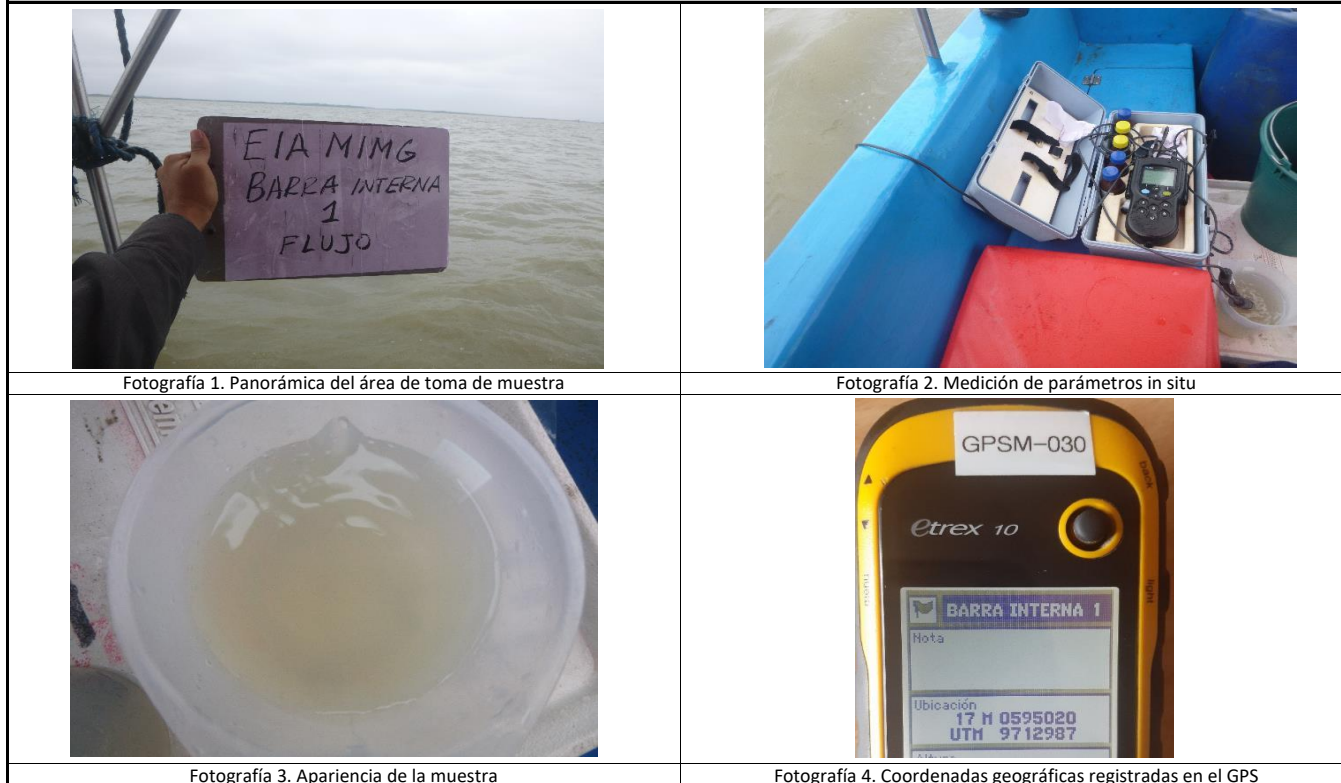 EIA MIMG
BARRA INTERNA
1
FLUJO
Fotografía 1. Panorámica del área de toma de muestra
Fotografía 2. Medición de parámetros in situ
Fotografía 3. Apariencia de la muestra
GPSM-030
etrex 10
back
light
BARRA INTERNA 1
Nota
Ubicación
17 M 0595020
UTM 9712987
Fotografía 4. Coordenadas geográficas registradas en el GPS